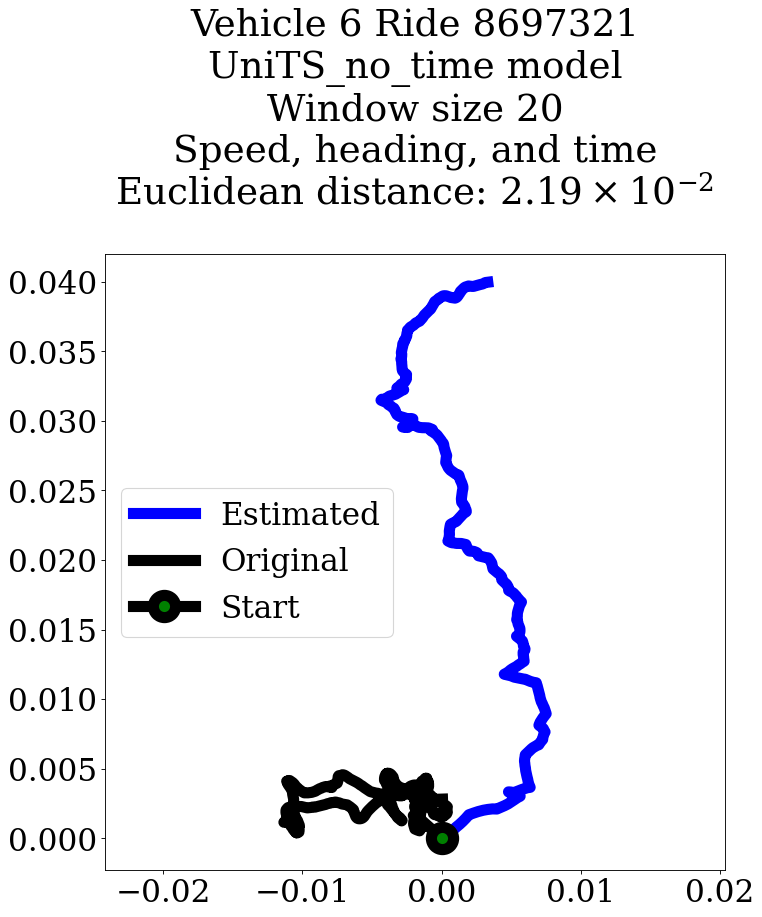 Vehicle 6 Ride 8697321
UniTS_no_time model
Window size 20
Speed, heading, and time
Euclidean distance: 2.19 × 10⁻²
0.040
0.035
0.030
0.025
0.020
0.015
0.010
0.005
0.000
Estimated
Original
Start
−0.02 −0.01 0.00 0.01 0.02